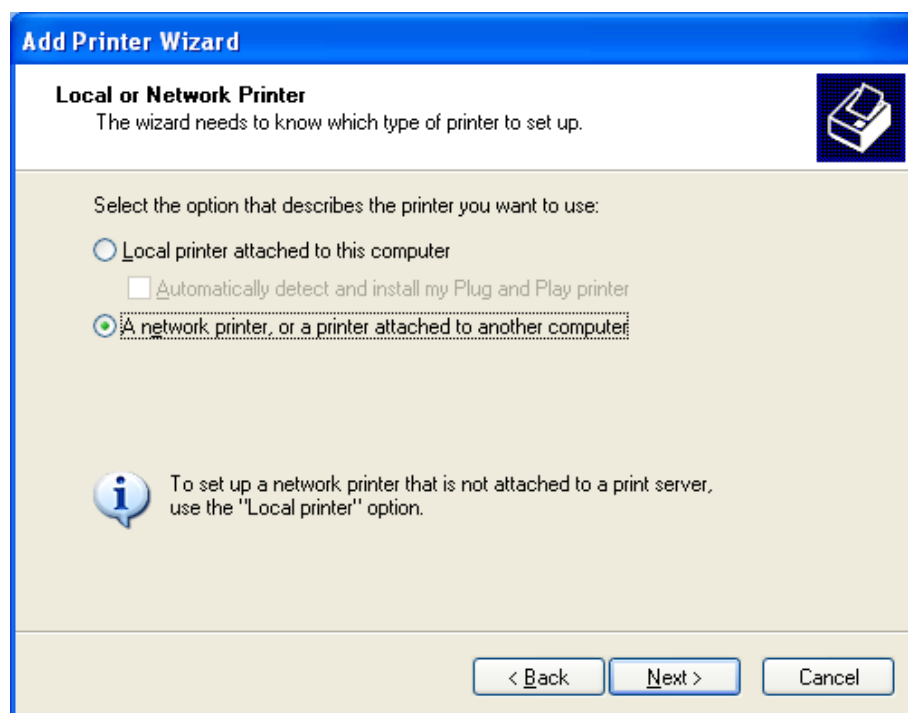 Add Printer Wizard
Local or Network Printer
The wizard needs to know which type of printer to set up.
Select the option that describes the printer you want to use:
Local printer attached to this computer
Automatically detect and install my Plug and Play printer
A network printer, or a printer attached to another computer
To set up a network printer that is not attached to a print server,
use the "Local printer" option.
< Back Next > Cancel